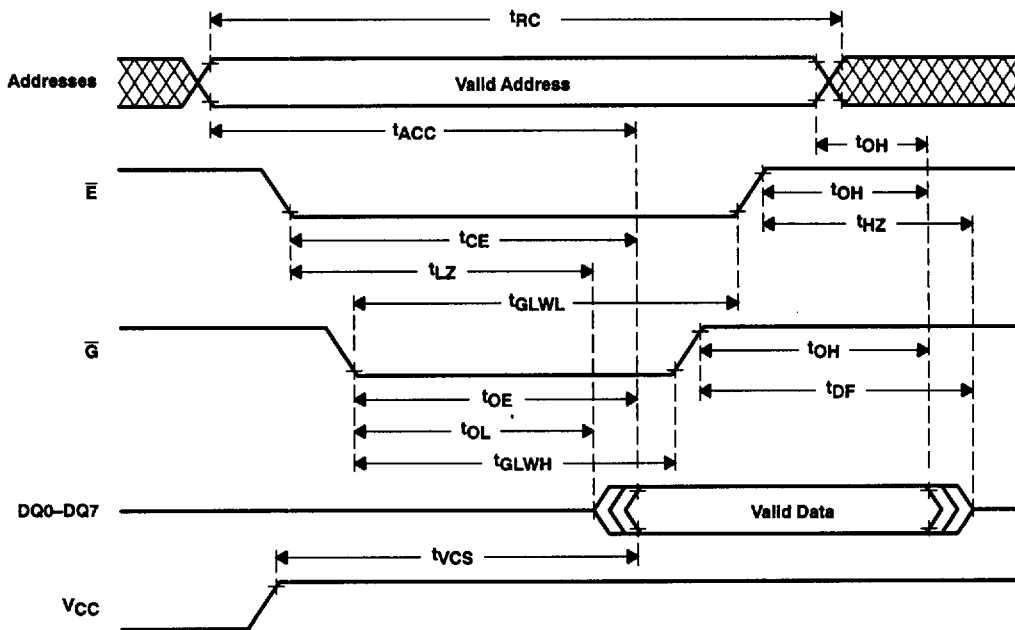 tRC
Addresses
Valid Address
tACC
tOH
E̅
tOH
tCE
tHZ
tLZ
tGLWL
G̅
tOH
tOE
tDF
tOL
tGLWH
DQ0–DQ7
Valid Data
tVCS
VCC